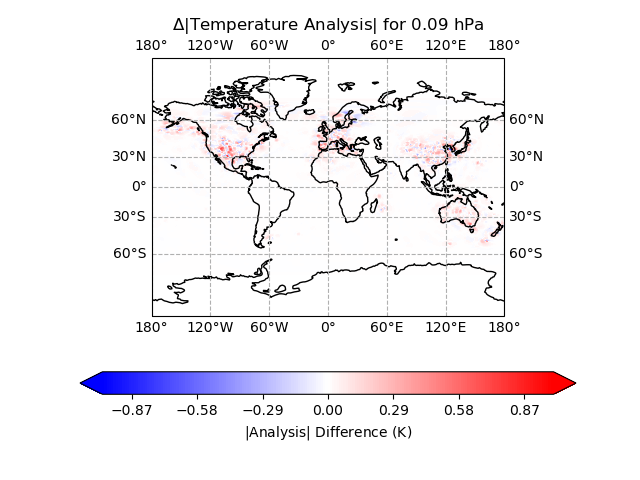 Δ|Temperature Analysis| for 0.09 hPa
180° 120°W 60°W 0° 60°E 120°E 180°
60°N 60°N
30°N 30°N
0° 0°
30°S 30°S
60°S 60°S
180° 120°W 60°W 0° 60°E 120°E 180°
−0.87 −0.58 −0.29 0.00 0.29 0.58 0.87
|Analysis| Difference (K)